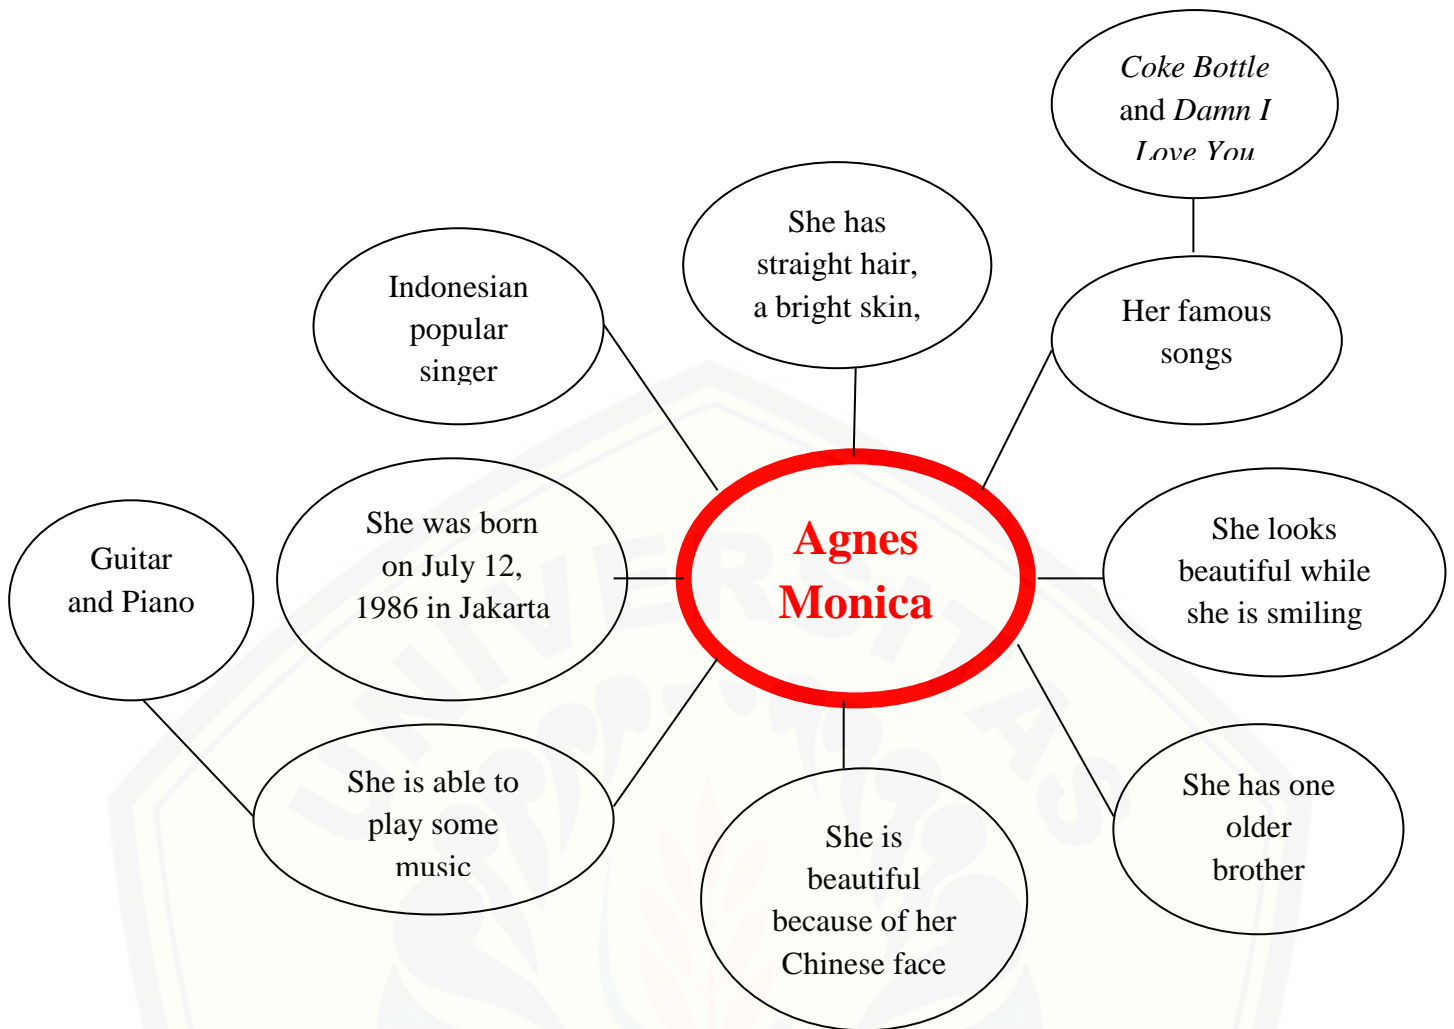 Coke Bottle
and Damn I
Love You
She has
straight hair,
a bright skin,
Indonesian
popular
singer
Her famous
songs
Agnes
Monica
She was born
on July 12,
1986 in Jakarta
Guitar
and Piano
She looks
beautiful while
she is smiling
She is able to
play some
music
She is
beautiful
because of her
Chinese face
She has one
older
brother
UNIVERSITAS